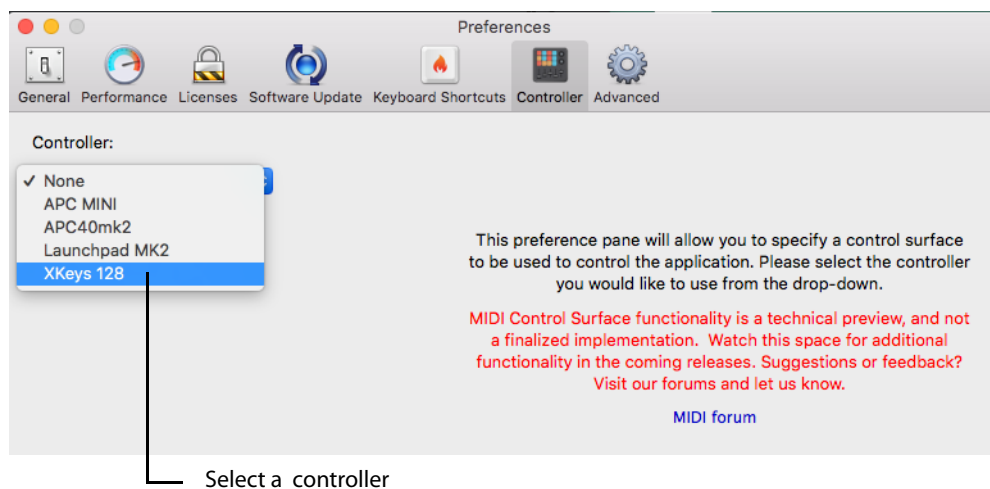 Preferences
General Performance Licenses Software Update Keyboard Shortcuts Controller Advanced
Controller:
✓ None
APC MINI
APC40mk2
Launchpad MK2
XKeys 128
This preference pane will allow you to specify a control surface
to be used to control the application. Please select the controller
you would like to use from the drop-down.
MIDI Control Surface functionality is a technical preview, and not
a finalized implementation. Watch this space for additional
functionality in the coming releases. Suggestions or feedback?
Visit our forums and let us know.
MIDI forum
Select a controller